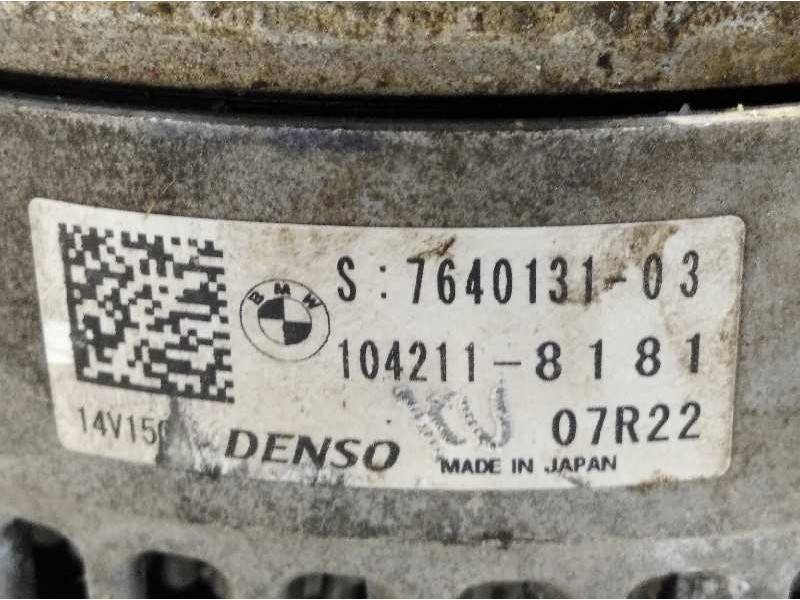 BMW
S:7640131-03
104211-8181
14V150
DENSO
07R22
MADE IN JAPAN